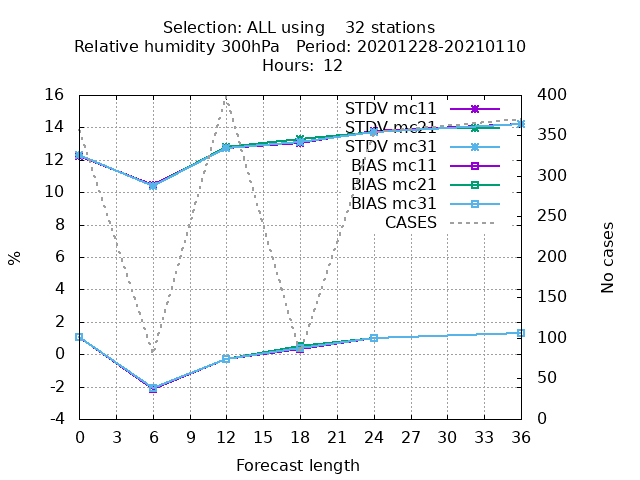 Selection: ALL using    32 stations
Relative humidity 300hPa   Period: 20201228-20210110
Hours:  12
16
14
12
10
8
6
4
2
0
-2
-4
%
400
350
300
250
200
150
100
50
0
No cases
STDV mc11
STDV mc21
STDV mc31
BIAS mc11
BIAS mc21
BIAS mc31
CASES
0 3 6 9 12 15 18 21 24 27 30 33 36
Forecast length